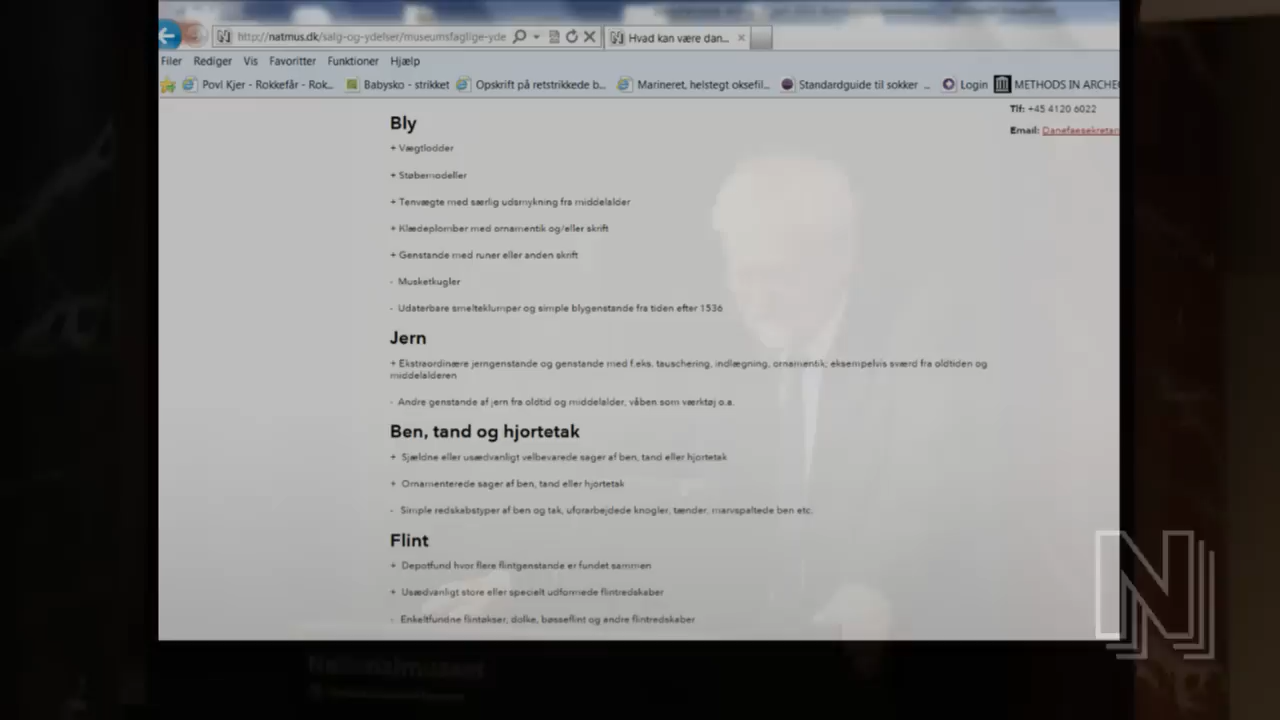 http://natmus.dk/salg-og-ydelser/museumsfaglige-yde
Hvad kan være dan...
Filer Rediger Vis Favoritter Funktioner Hjælp
Povl Kjer - Rokkefår - Rok... Babysko - strikket Opskrift på retstrikkede b... Marineret, helstegt oksefil... Standardguide til sokker ... Login METHODS IN ARCHE
Tlf: +45 4120 6022
Email: Danefaesekretar
Bly
+ Vægtlodder
+ Støbemodeller
+ Tenvægte med særlig udsmykning fra middelalder
+ Klædeplomber med ornamentik og/eller skrift
+ Genstande med runer eller anden skrift
- Musketkugler
- Udaterbare smelteklumper og simple blygenstande fra tiden efter 1536
Jern
+ Ekstraordinære jerngenstande og genstande med f.eks. tauschering, indlægning, ornamentik; eksempelvis sværd fra oldtiden og
middelalderen
- Andre genstande af jern fra oldtid og middelalder, våben som værktøj o.a.
Ben, tand og hjortetak
+ Sjældne eller usædvanligt velbevarede sager af ben, tand eller hjortetak
+ Ornamenterede sager af ben, tand eller hjortetak
- Simple redskabstyper af ben og tak, uforarbejdede knogler, tænder, marvspaltede ben etc.
Flint
+ Depotfund hvor flere flintgenstande er fundet sammen
+ Usædvanligt store eller specielt udformede flintredskaber
- Enkeltfundne flintøkser, dolke, bøsseflint og andre flintredskaber
N
Nationalmuseet